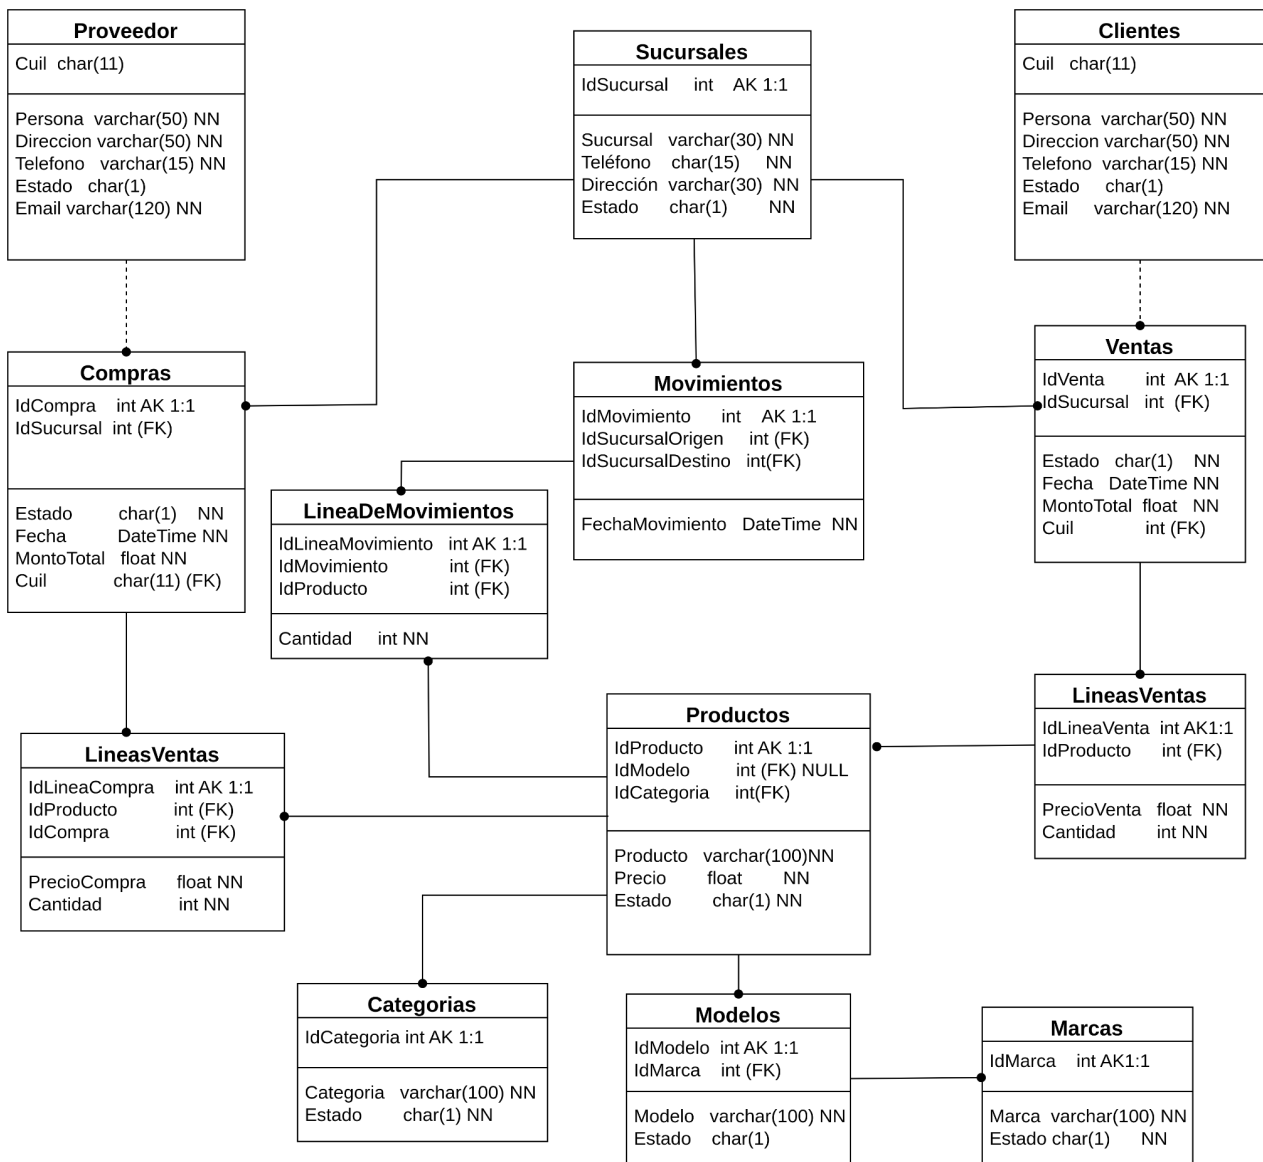 Proveedor
Cuil char(11)
Persona varchar(50) NN
Direccion varchar(50) NN
Telefono varchar(15) NN
Estado char(1)
Email varchar(120) NN
Sucursales
IdSucursal int AK 1:1
Sucursal varchar(30) NN
Teléfono char(15) NN
Dirección varchar(30) NN
Estado char(1) NN
Clientes
Cuil char(11)
Persona varchar(50) NN
Direccion varchar(50) NN
Telefono varchar(15) NN
Estado char(1)
Email varchar(120) NN
Compras
IdCompra int AK 1:1
IdSucursal int (FK)
Estado char(1) NN
Fecha DateTime NN
MontoTotal float NN
Cuil char(11) (FK)
Movimientos
IdMovimiento int AK 1:1
IdSucursalOrigen int (FK)
IdSucursalDestino int(FK)
FechaMovimiento DateTime NN
Ventas
IdVenta int AK 1:1
IdSucursal int (FK)
Estado char(1) NN
Fecha DateTime NN
MontoTotal float NN
Cuil int (FK)
LineaDeMovimientos
IdLineaMovimiento int AK 1:1
IdMovimiento int (FK)
IdProducto int (FK)
Cantidad int NN
LineasVentas
IdLineaCompra int AK 1:1
IdProducto int (FK)
IdCompra int (FK)
PrecioCompra float NN
Cantidad int NN
Productos
IdProducto int AK 1:1
IdModelo int (FK) NULL
IdCategoria int(FK)
Producto varchar(100)NN
Precio float NN
Estado char(1) NN
LineasVentas
IdLineaVenta int AK1:1
IdProducto int (FK)
PrecioVenta float NN
Cantidad int NN
Categorias
IdCategoria int AK 1:1
Categoria varchar(100) NN
Estado char(1) NN
Modelos
IdModelo int AK 1:1
IdMarca int (FK)
Modelo varchar(100) NN
Estado char(1)
Marcas
IdMarca int AK1:1
Marca varchar(100) NN
Estado char(1) NN